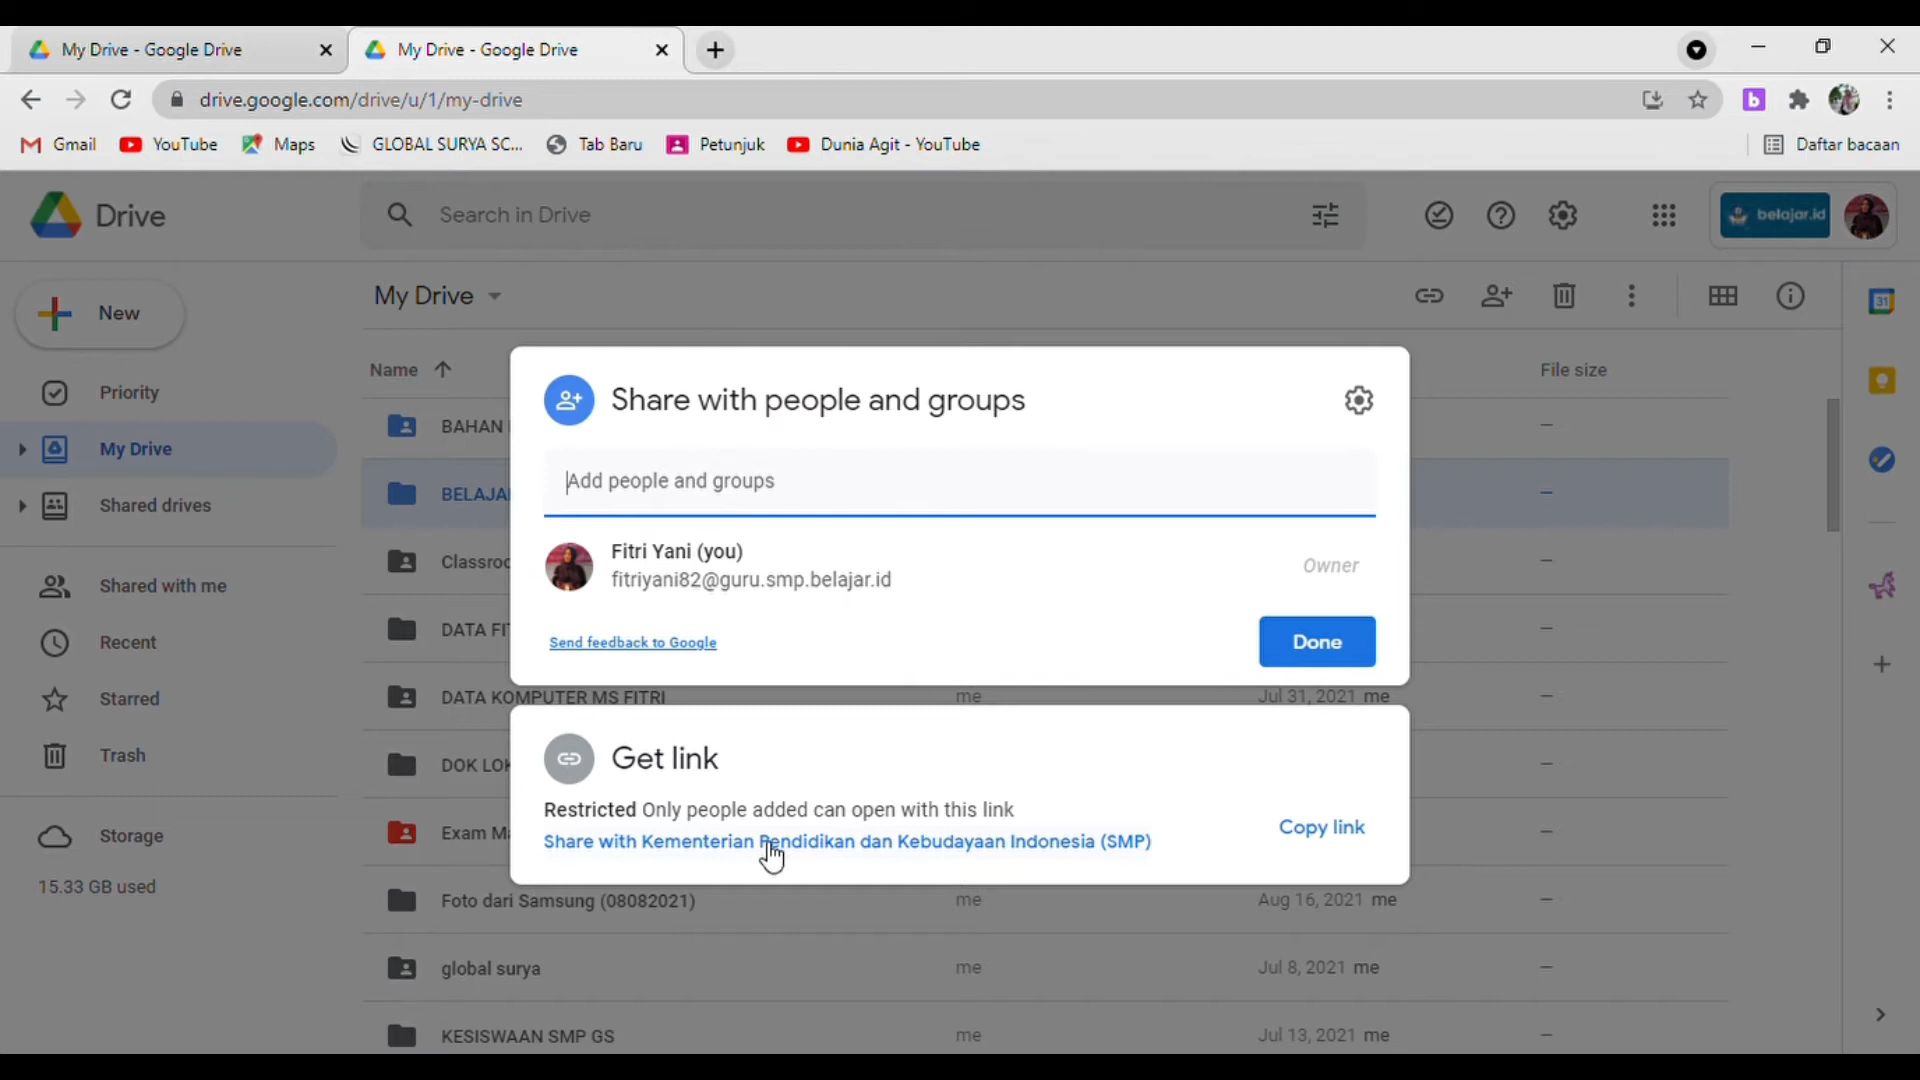 My Drive - Google Drive
My Drive - Google Drive
drive.google.com/drive/u/1/my-drive
Gmail
YouTube
Maps
GLOBAL SURYA SC...
Tab Baru
Petunjuk
Dunia Agit - YouTube
Daftar bacaan
Drive
Search in Drive
belajar.id
New
My Drive
Name
File size
Priority
My Drive
Shared drives
Shared with me
Recent
Starred
Trash
Storage
15.33 GB used
BAHAN
BELAJA
Classroo
DATA FI
DATA KOMPUTER MS FITRI me Jul 31, 2021 me
DOK LO
Exam M
Foto dari Samsung (08082021) me Aug 16, 2021 me
global surya me Jul 8, 2021 me
KESISWAAN SMP GS me Jul 13, 2021 me
31
Share with people and groups
Add people and groups
Fitri Yani (you)
fitriyani82@guru.smp.belajar.id
Owner
Send feedback to Google
Done
Get link
Restricted Only people added can open with this link
Share with Kementerian Pendidikan dan Kebudayaan Indonesia (SMP)
Copy link